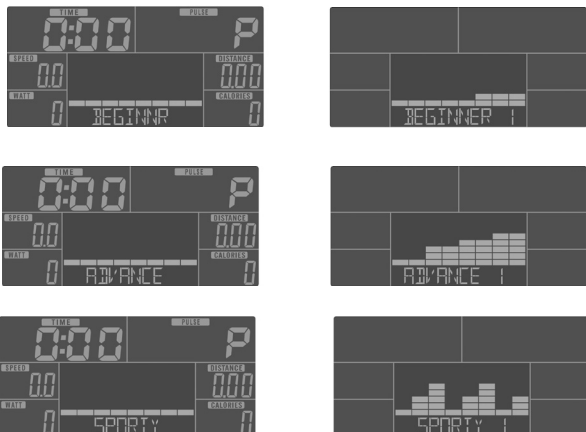 TIME PULSE
0:00 P
SPEED DISTANCE
0.0 0.00
WATT CALORIES
0 0
BEGINNR
BEGINNER 1
TIME PULSE
0:00 P
SPEED DISTANCE
0.0 0.00
WATT CALORIES
0 0
ADVANCE
ADVANCE 1
TIME PULSE
0:00 P
SPEED DISTANCE
0.0 0.00
WATT CALORIES
0 0
SPORTY
SPORTY 1